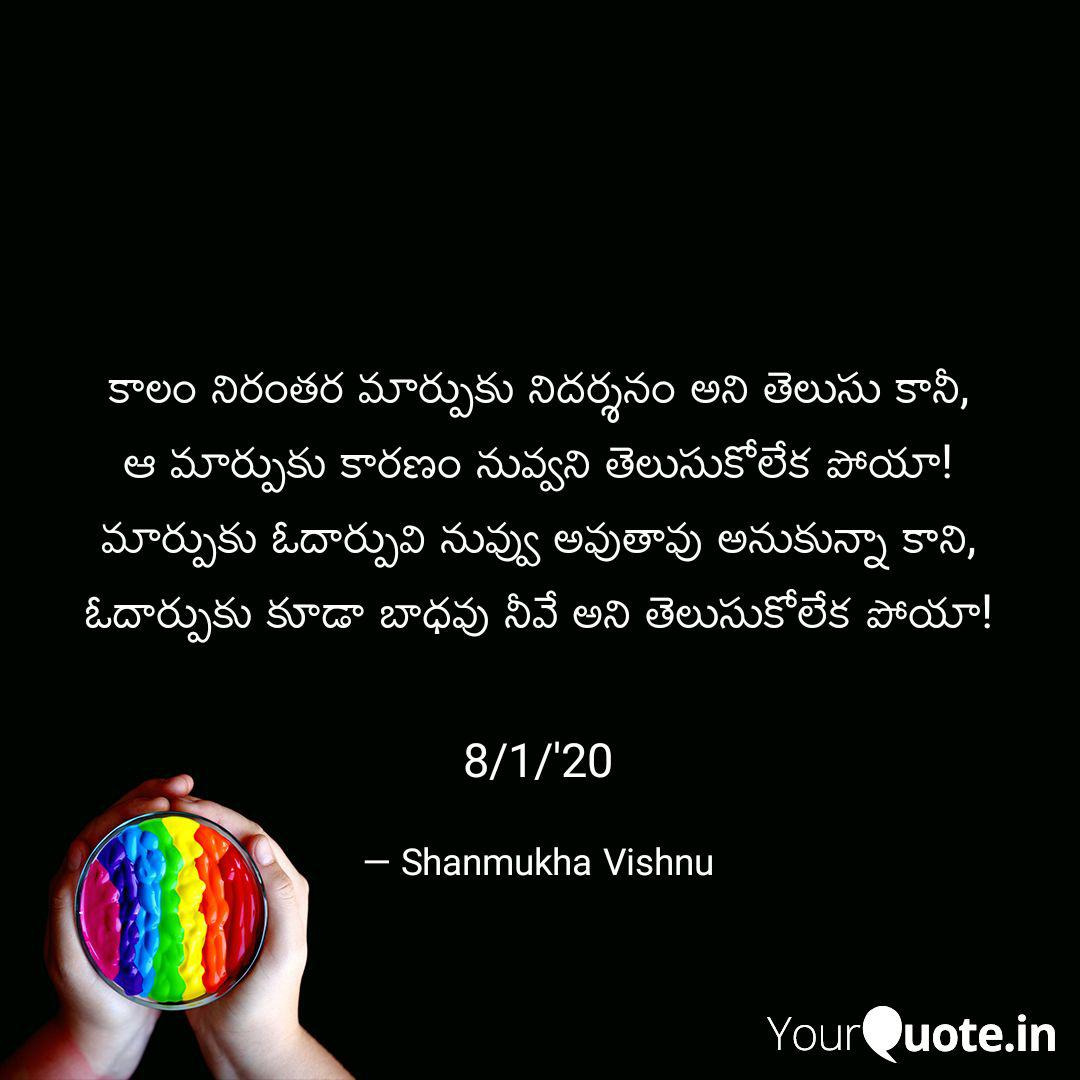 కాలం నిరంతర మార్పుకు నిదర్శనం అని తెలుసు కానీ,
ఆ మార్పుకు కారణం నువ్వని తెలుసుకోలేక పోయా!
మార్పుకు ఓదార్పువి నువ్వు అవుతావు అనుకున్నా కాని,
ఓదార్పుకు కూడా బాధవు నీవే అని తెలుసుకోలేక పోయా!
8/1/'20
— Shanmukha Vishnu
YourQuote.in